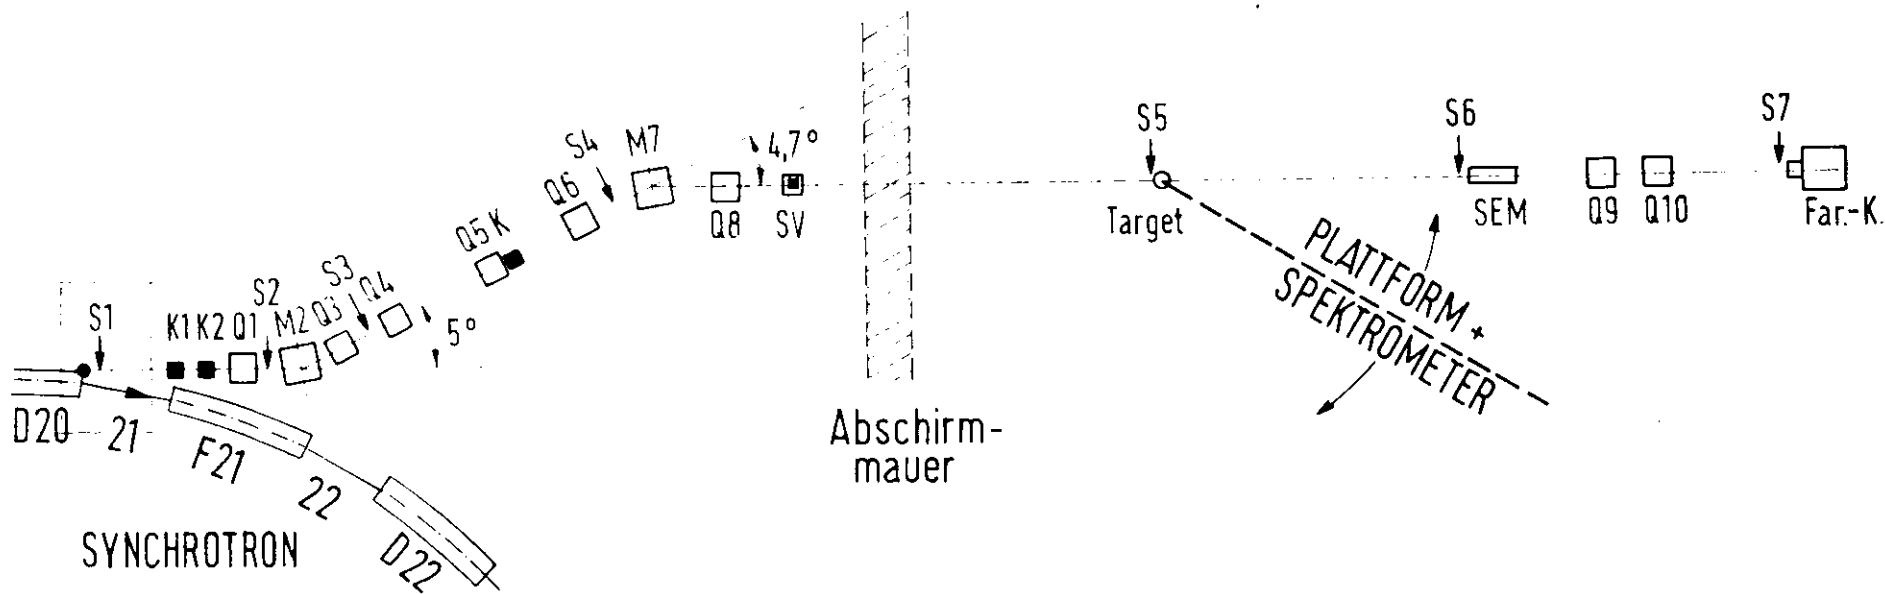 S1
K1 K2 Q1
S2
M2
Q3
S3
Q4
5°
Q5 K
Q6
S4
M7
Q8
4,7°
SV
Abschirm-
mauer
S5
Target
S6
SEM
Q9
Q10
S7
Far.-K.
PLATTFORM +
SPEKTROMETER
D20
21
F21
22
D22
SYNCHROTRON